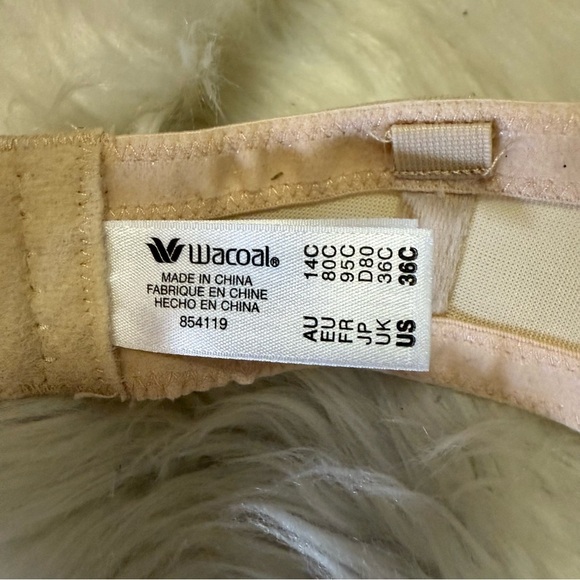 Wacoal®
MADE IN CHINA
FABRIQUE EN CHINE
HECHO EN CHINA
854119
AU 14C
EU 80C
FR 95C
JP D80
UK 36C
US 36C